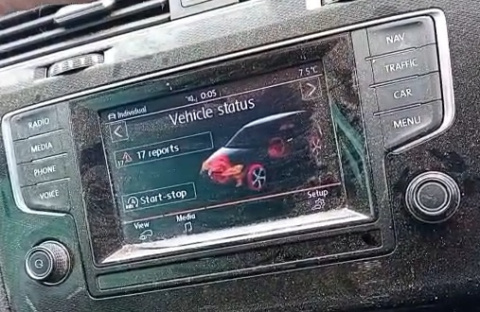 RADIO
MEDIA
PHONE
VOICE
Individual
0:05
7.5°C
Vehicle status
17 reports
Start-stop
View
Media
Setup
NAV
TRAFFIC
CAR
MENU